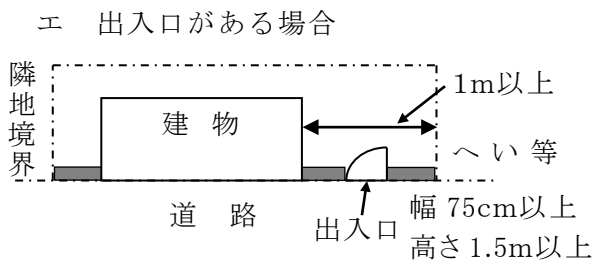 エ 出入口がある場合
隣地境界
建 物
1m以上
へ い 等
道 路
出入口
幅 75cm以上
高さ 1.5m以上